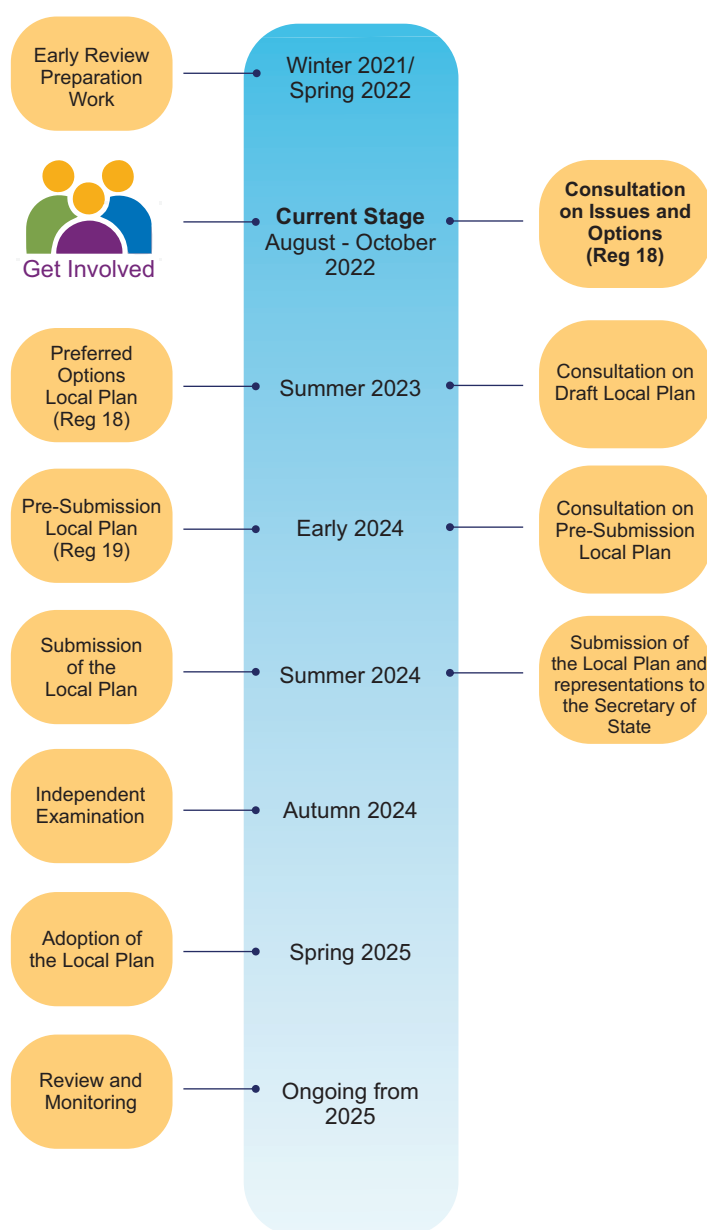 Early Review
Preparation
Work
Winter 2021/
Spring 2022
Get Involved
Current Stage
August - October
2022
Consultation
on Issues and
Options
(Reg 18)
Preferred
Options
Local Plan
(Reg 18)
Summer 2023
Consultation on
Draft Local Plan
Pre-Submission
Local Plan
(Reg 19)
Early 2024
Consultation on
Pre-Submission
Local Plan
Submission
of the
Local Plan
Summer 2024
Submission of
the Local Plan and
representations to
the Secretary of
State
Independent
Examination
Autumn 2024
Adoption of
the Local Plan
Spring 2025
Review and
Monitoring
Ongoing from
2025